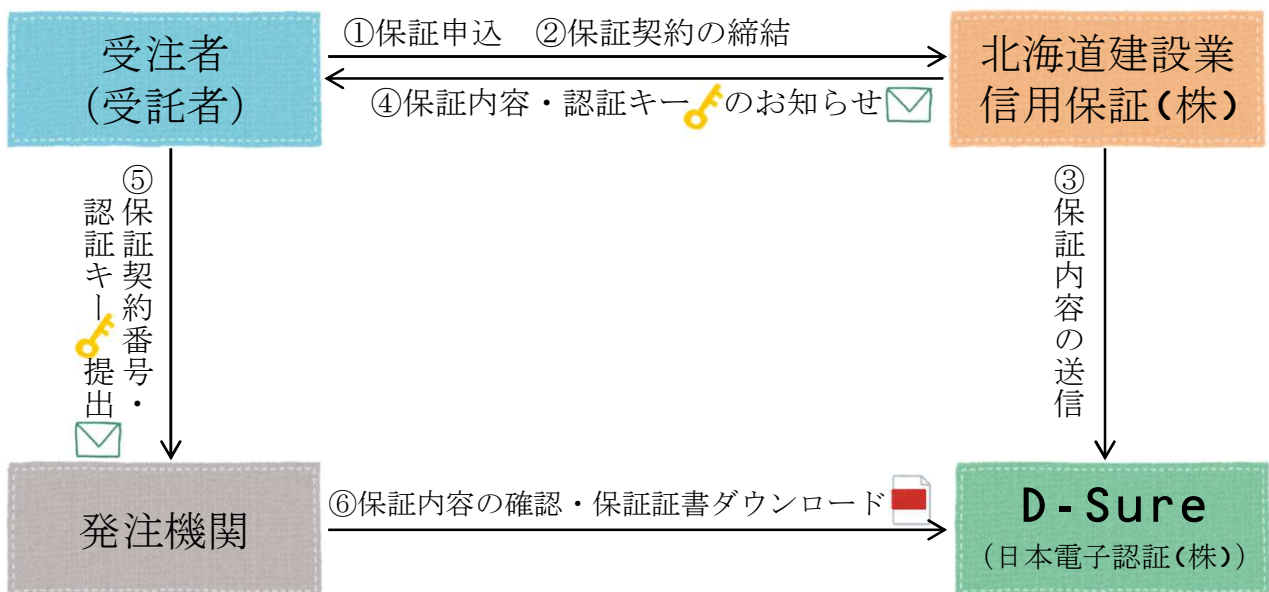 受注者
(受託者)
①保証申込　②保証契約の締結
④保証内容・認証キーのお知らせ
北海道建設業
信用保証(株)
⑤保証契約番号・
認証キー提出
③保証内容の送信
発注機関
⑥保証内容の確認・保証証書ダウンロード
D-Sure
(日本電子認証(株))